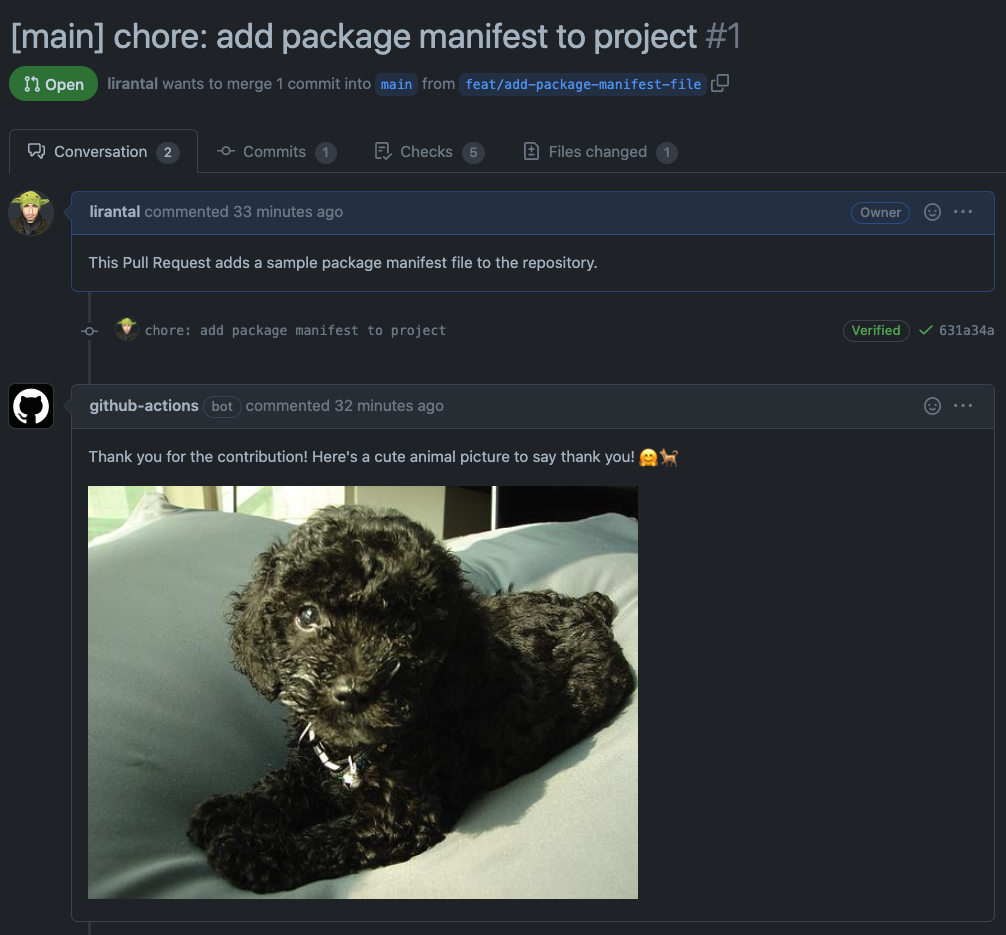 [main] chore: add package manifest to project #1
Open lirantal wants to merge 1 commit into main from feat/add-package-manifest-file
Conversation 2 Commits 1 Checks 5 Files changed 1
lirantal commented 33 minutes ago Owner
This Pull Request adds a sample package manifest file to the repository.
chore: add package manifest to project Verified 631a34a
github-actions bot commented 32 minutes ago
Thank you for the contribution! Here's a cute animal picture to say thank you! 🤗🐕